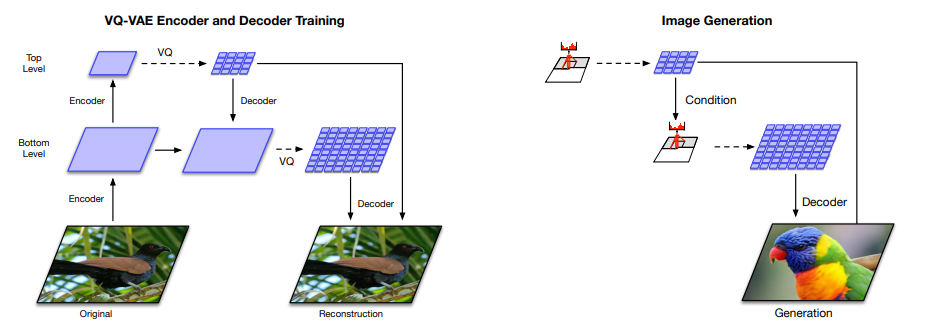 VQ-VAE Encoder and Decoder Training
Image Generation
Top
Level
VQ
Encoder
Decoder
Condition
Bottom
Level
VQ
Encoder
Decoder
Decoder
Original
Reconstruction
Generation